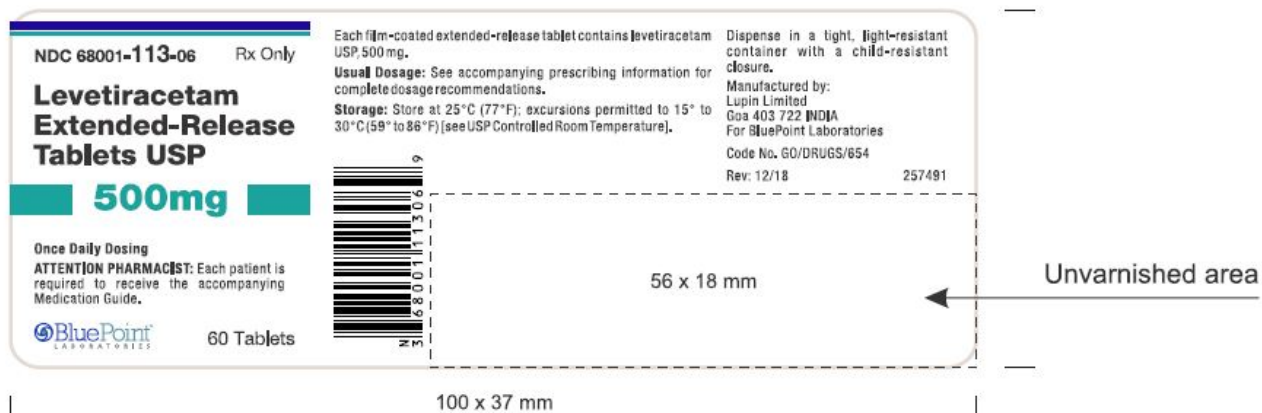 NDC 68001-113-06 Rx Only
Levetiracetam
Extended-Release
Tablets USP
500mg
Once Daily Dosing
ATTENTION PHARMACIST: Each patient is
required to receive the accompanying
Medication Guide.
BluePoint
LABORATORIES
60 Tablets
Each film-coated extended-release tablet contains levetiracetam
USP, 500 mg.
Usual Dosage: See accompanying prescribing information for
complete dosage recommendations.
Storage: Store at 25°C (77°F); excursions permitted to 15° to
30°C (59° to 86°F) [see USP Controlled Room Temperature].
N
3 68001 11306 9
Dispense in a tight, light-resistant
container with a child-resistant
closure.
Manufactured by:
Lupin Limited
Goa 403 722 INDIA
For BluePoint Laboratories
Code No. GO/DRUGS/654
Rev: 12/18 257491
56 x 18 mm
Unvarnished area
100 x 37 mm